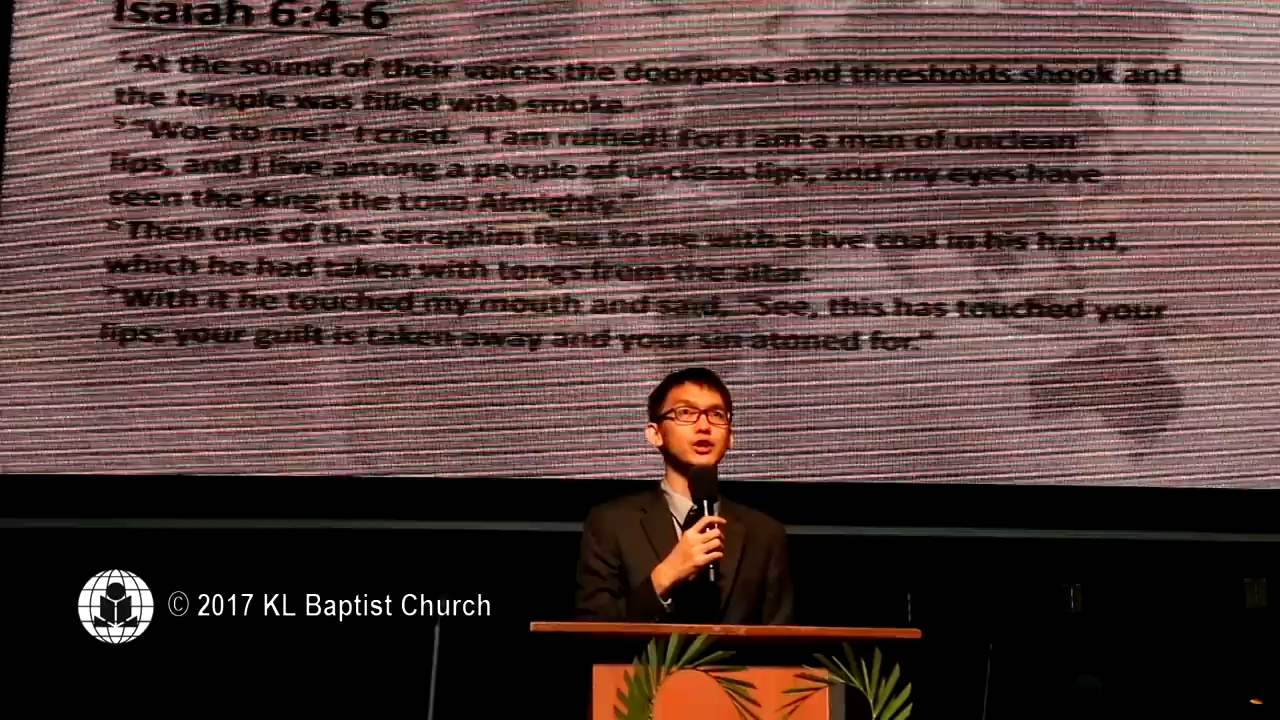 Isaiah 6:4-6
⁴At the sound of their voices the doorposts and thresholds shook and
the temple was filled with smoke.
⁵ "Woe to me!" I cried. "I am ruined! For I am a man of unclean
lips, and I live among a people of unclean lips, and my eyes have
seen the King, the LORD Almighty."
⁶ Then one of the seraphim flew to me with a live coal in his hand,
which he had taken with tongs from the altar.
⁷ With it he touched my mouth and said, "See, this has touched your
lips; your guilt is taken away and your sin atoned for."
© 2017 KL Baptist Church